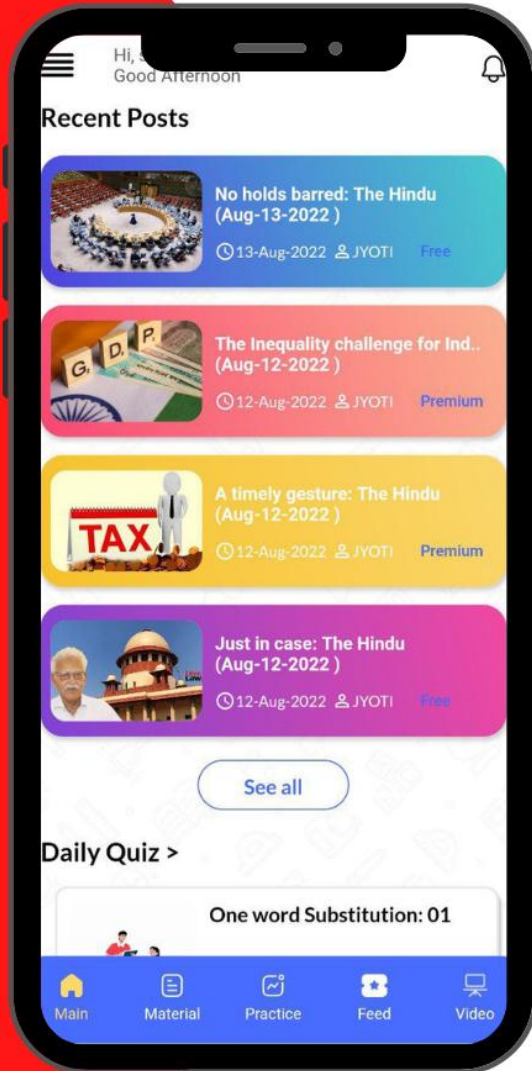 Hi,
Good Afternoon
Recent Posts
No holds barred: The Hindu
(Aug-13-2022 )
13-Aug-2022 JYOTI Free
G D P
The Inequality challenge for Ind..
(Aug-12-2022 )
12-Aug-2022 JYOTI Premium
TAX
A timely gesture: The Hindu
(Aug-12-2022 )
12-Aug-2022 JYOTI Premium
Just in case: The Hindu
(Aug-12-2022 )
Law
12-Aug-2022 JYOTI Free
See all
Daily Quiz >
One word Substitution: 01
Main Material Practice Feed Video